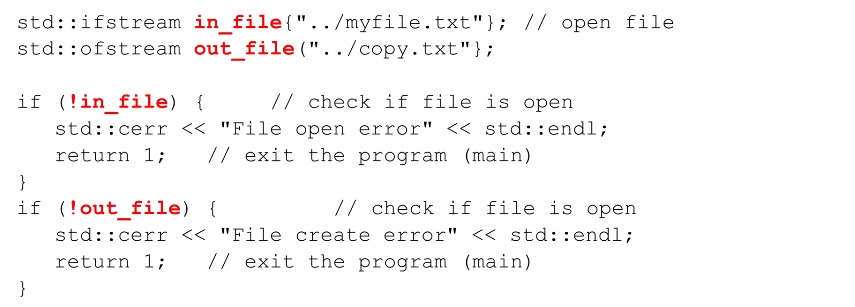 std::ifstream in_file{"../myfile.txt"}; // open file
std::ofstream out_file("../copy.txt"};
if (!in_file) { // check if file is open
std::cerr << "File open error" << std::endl;
return 1; // exit the program (main)
}
if (!out_file) { // check if file is open
std::cerr << "File create error" << std::endl;
return 1; // exit the program (main)
}